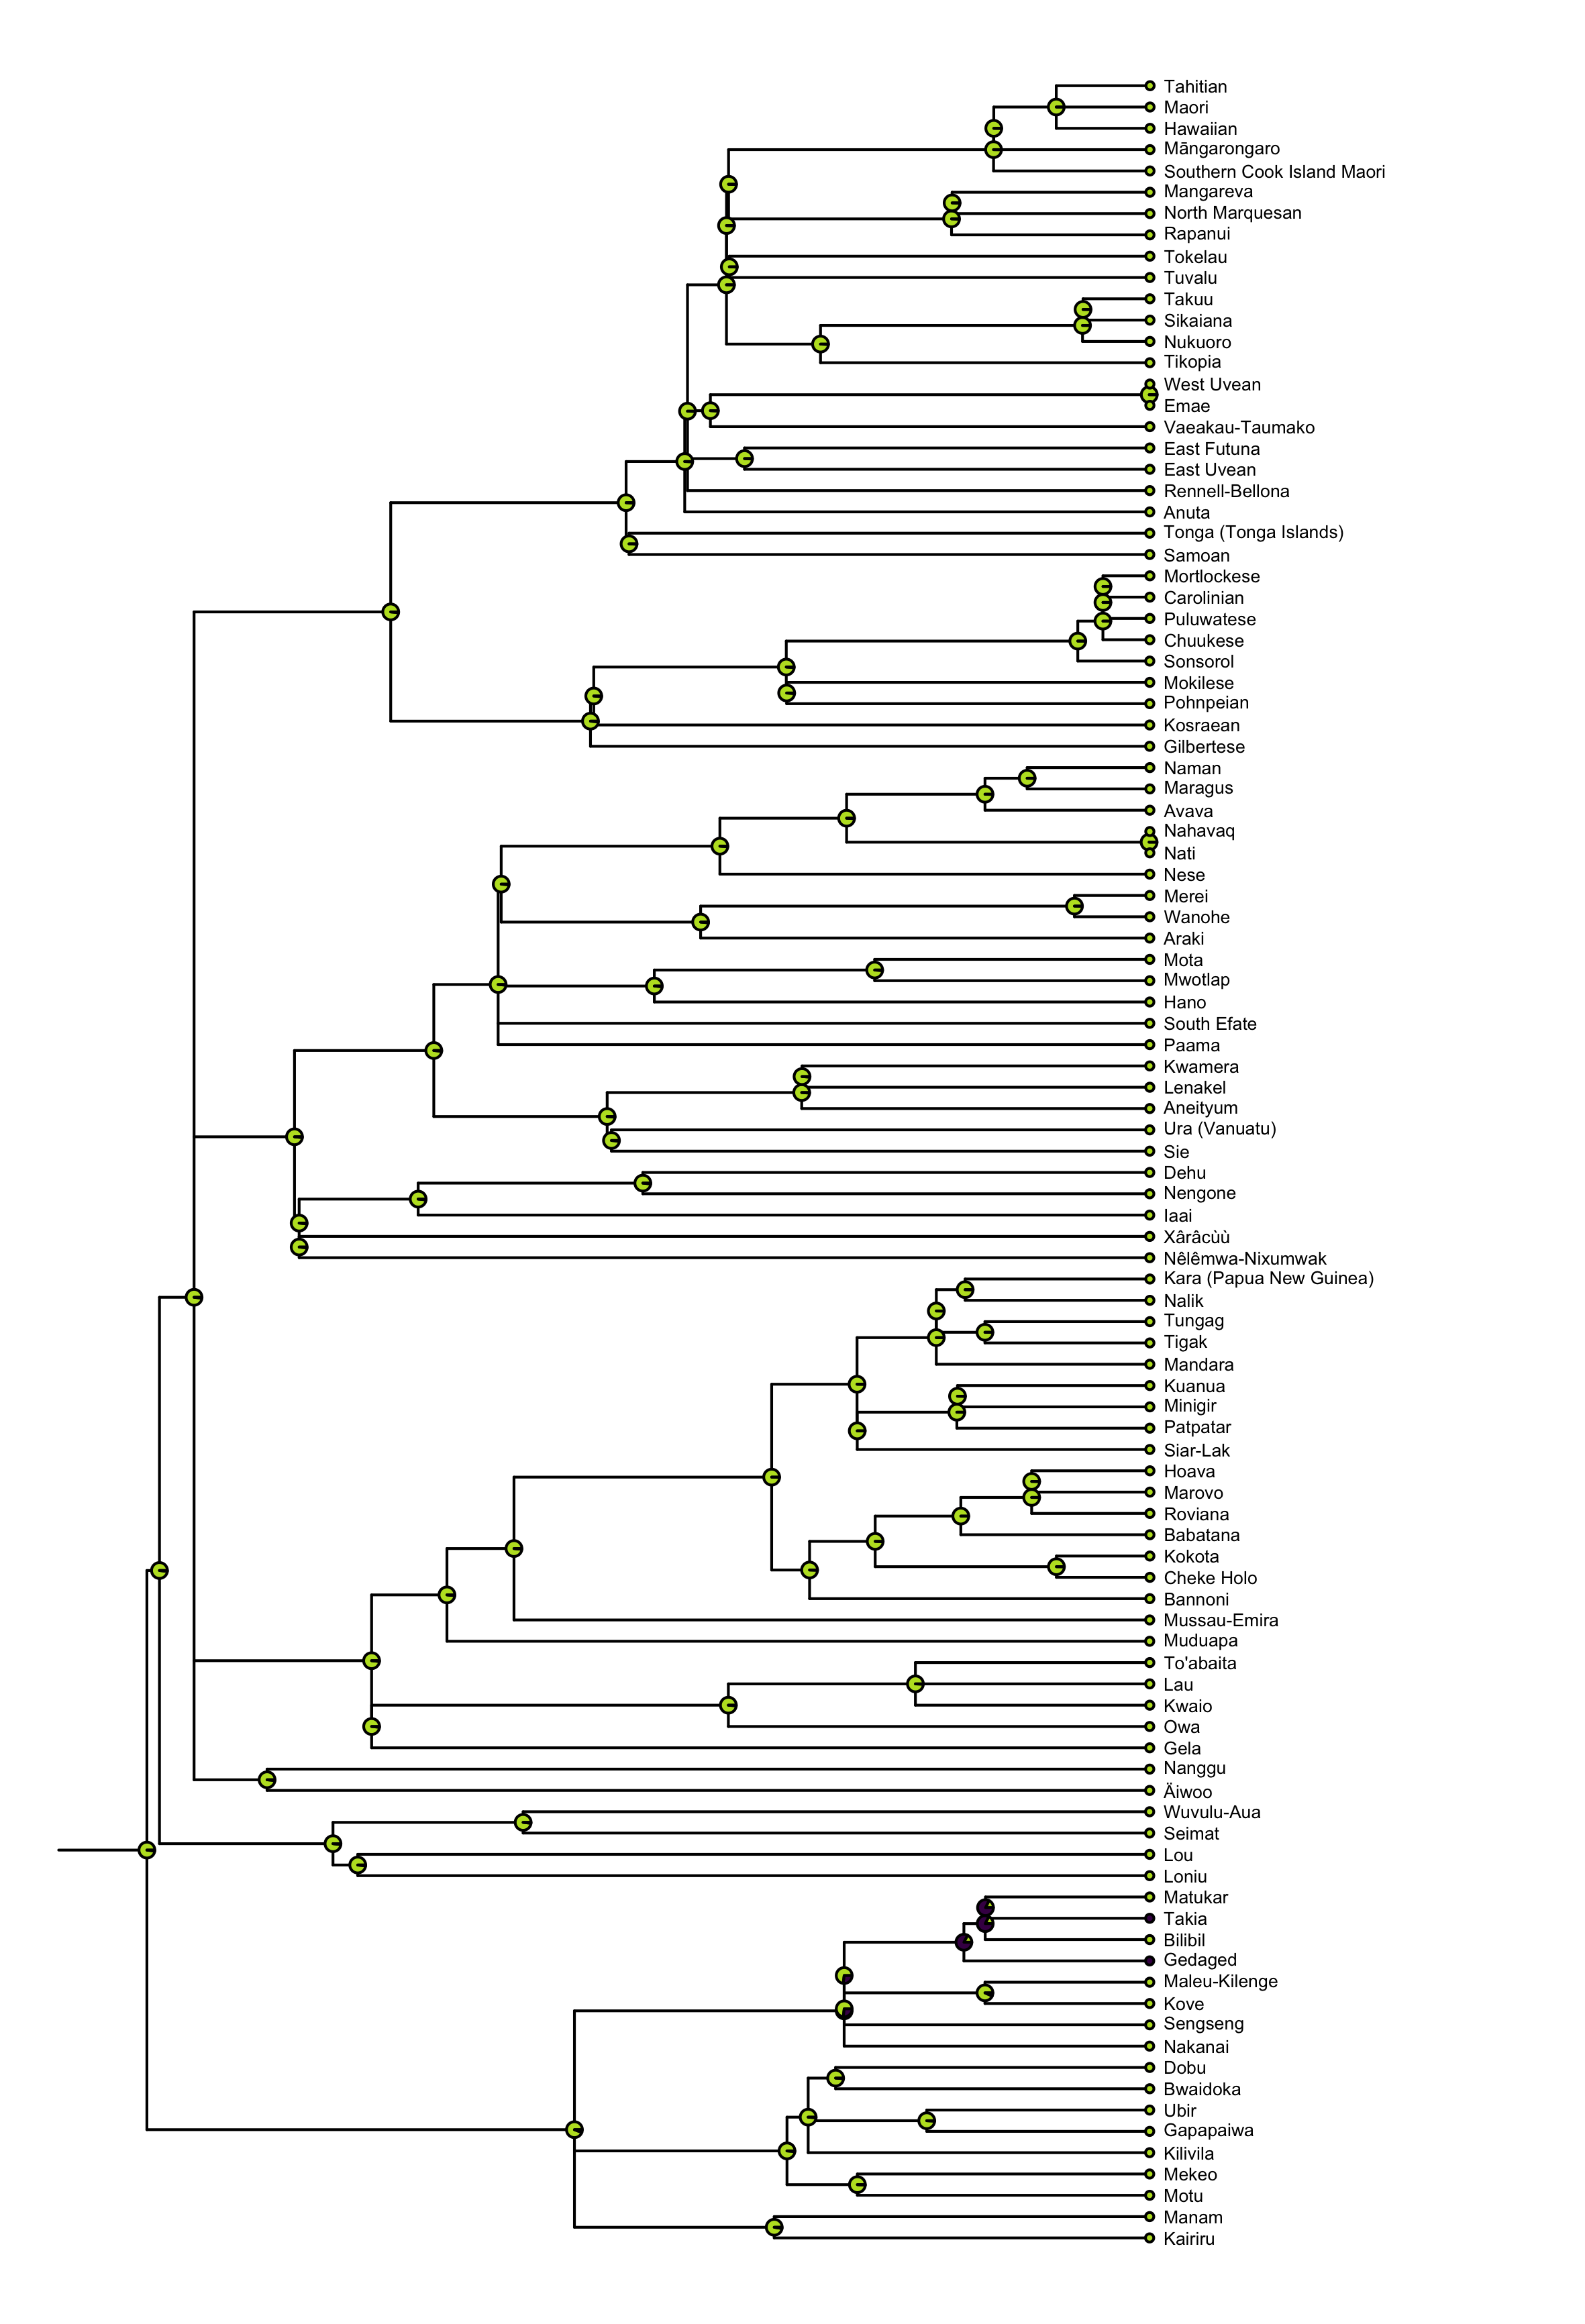 Tahitian
Maori
Hawaiian
Māngarongaro
Southern Cook Island Maori
Mangareva
North Marquesan
Rapanui
Tokelau
Tuvalu
Takuu
Sikaiana
Nukuoro
Tikopia
West Uvean
Emae
Vaeakau-Taumako
East Futuna
East Uvean
Rennell-Bellona
Anuta
Tonga (Tonga Islands)
Samoan
Mortlockese
Carolinian
Puluwatese
Chuukese
Sonsorol
Mokilese
Pohnpeian
Kosraean
Gilbertese
Naman
Maragus
Avava
Nahavaq
Nati
Nese
Merei
Wanohe
Araki
Mota
Mwotlap
Hano
South Efate
Paama
Kwamera
Lenakel
Aneityum
Ura (Vanuatu)
Sie
Dehu
Nengone
Iaai
Xârâcùù
Nêlêmwa-Nixumwak
Kara (Papua New Guinea)
Nalik
Tungag
Tigak
Mandara
Kuanua
Minigir
Patpatar
Siar-Lak
Hoava
Marovo
Roviana
Babatana
Kokota
Cheke Holo
Bannoni
Mussau-Emira
Muduapa
To'abaita
Lau
Kwaio
Owa
Gela
Nanggu
Äiwoo
Wuvulu-Aua
Seimat
Lou
Loniu
Matukar
Takia
Bilibil
Gedaged
Maleu-Kilenge
Kove
Sengseng
Nakanai
Dobu
Bwaidoka
Ubir
Gapapaiwa
Kilivila
Mekeo
Motu
Manam
Kairiru